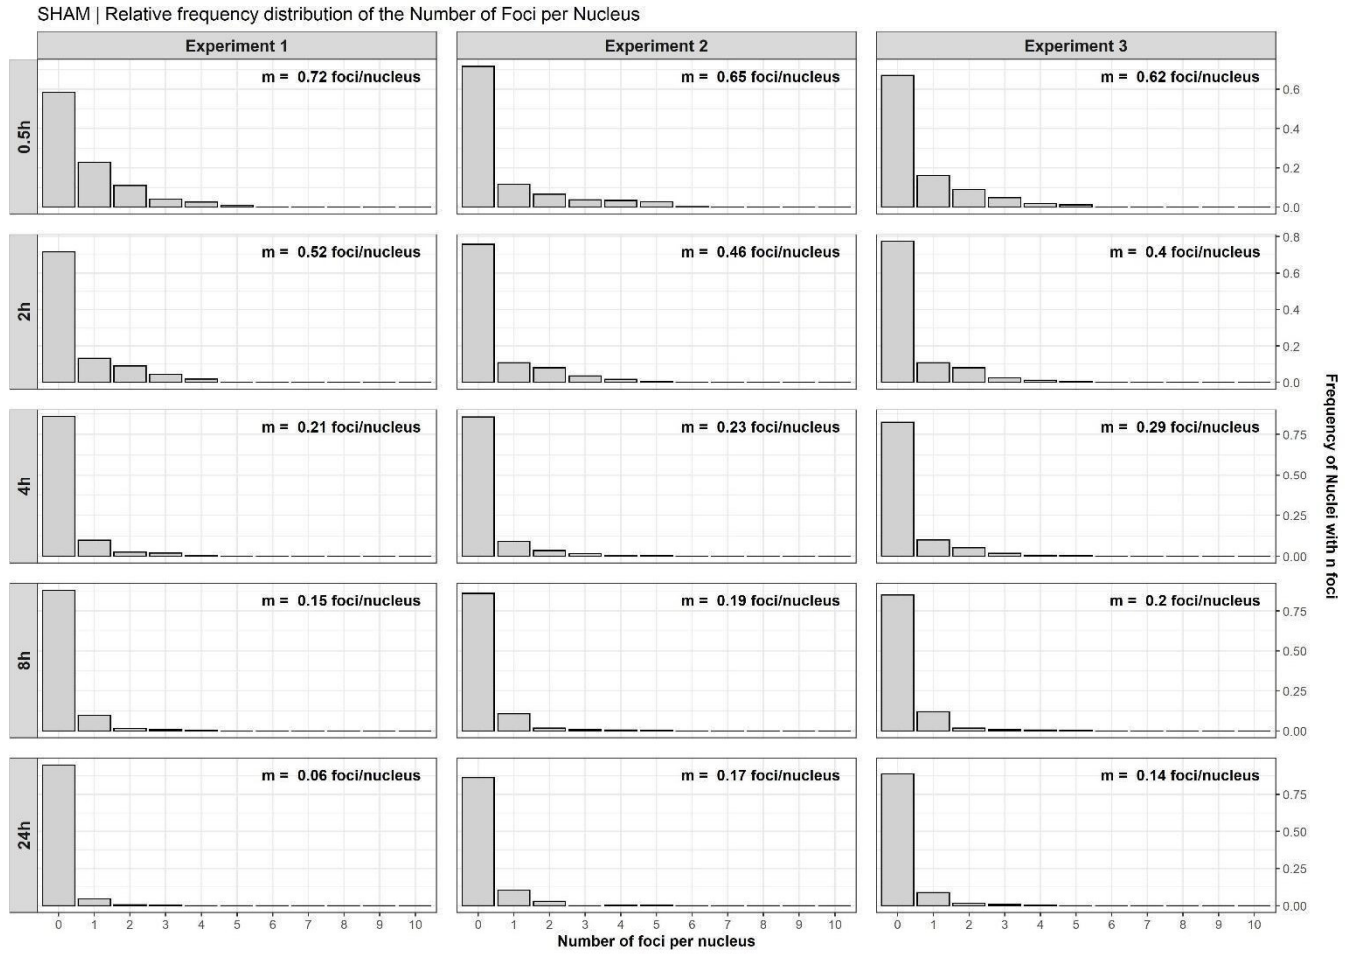 SHAM | Relative frequency distribution of the Number of Foci per Nucleus
Experiment 1
Experiment 2
Experiment 3
0.5h
m = 0.72 foci/nucleus
m = 0.65 foci/nucleus
m = 0.62 foci/nucleus
0.6
0.4
0.2
0.0
2h
m = 0.52 foci/nucleus
m = 0.46 foci/nucleus
m = 0.4 foci/nucleus
0.8
0.6
0.4
0.2
0.0
4h
m = 0.21 foci/nucleus
m = 0.23 foci/nucleus
m = 0.29 foci/nucleus
0.75
0.50
0.25
0.00
8h
m = 0.15 foci/nucleus
m = 0.19 foci/nucleus
m = 0.2 foci/nucleus
0.75
0.50
0.25
0.00
24h
m = 0.06 foci/nucleus
m = 0.17 foci/nucleus
m = 0.14 foci/nucleus
0.75
0.50
0.25
0.00
Frequency of Nuclei with n foci
0 1 2 3 4 5 6 7 8 9 10
0 1 2 3 4 5 6 7 8 9 10
0 1 2 3 4 5 6 7 8 9 10
Number of foci per nucleus